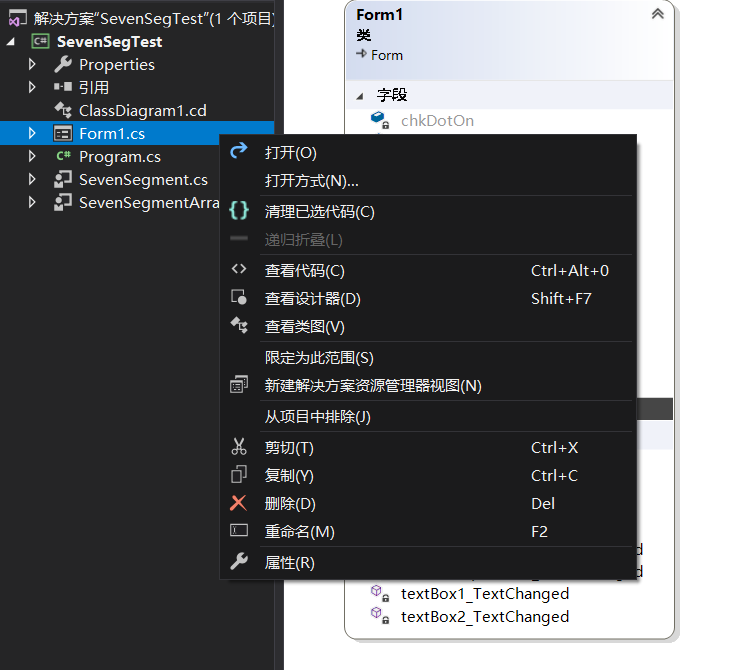 解决方案"SevenSegTest"(1 个项目)
C# SevenSegTest
Properties
引用
ClassDiagram1.cd
Form1.cs
C# Program.cs
SevenSegment.cs
SevenSegmentArra
Form1
类
Form
字段
chkDotOn
打开(O)
打开方式(N)...
清理已选代码(C)
递归折叠(L)
查看代码(C) Ctrl+Alt+0
查看设计器(D) Shift+F7
查看类图(V)
限定为此范围(S)
新建解决方案资源管理器视图(N)
从项目中排除(J)
剪切(T) Ctrl+X
复制(Y) Ctrl+C
删除(D) Del
重命名(M) F2
属性(R)
textBox1_TextChanged
textBox2_TextChanged